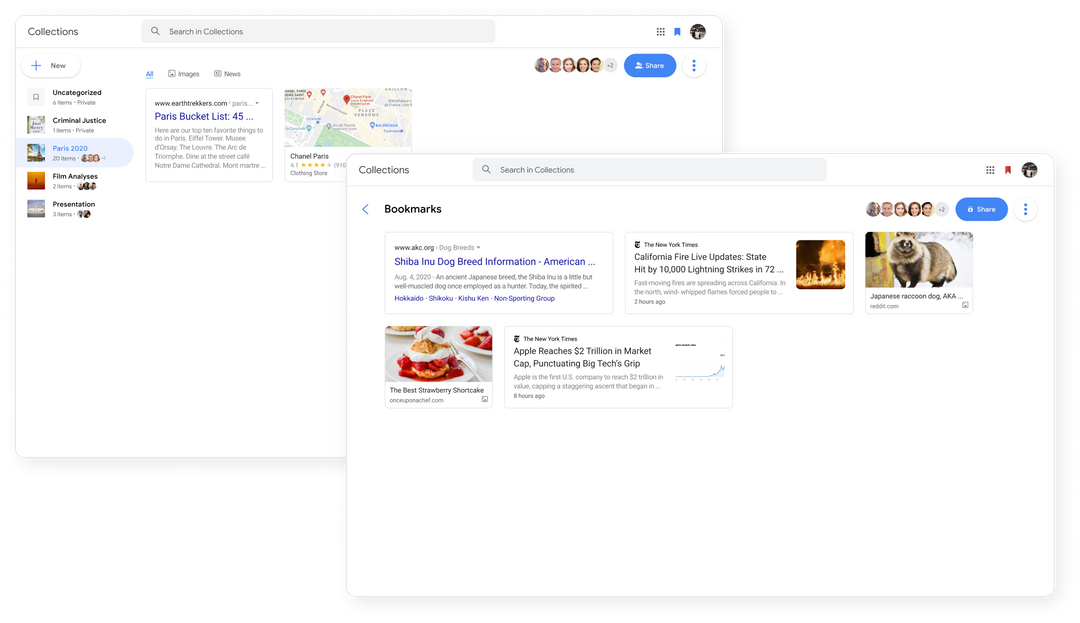 Collections
Search in Collections
New
+2
Share
All
Images
News
Uncategorized
6 items · Private
Criminal Justice
1 items · Private
Paris 2020
20 items ·
+7
Film Analyses
2 items ·
Presentation
3 items ·
www.earthtrekkers.com › paris...
Paris Bucket List: 45 ...
Here are our top ten favorite things to
do in Paris. Eiffel Tower. Musee
d'Orsay. The Louvre. The Arc de
Triomphe. Dine at the street café
Notre Dame Cathedral. Mont martre ...
Chanel Paris
PLACE
VENDÔME
BALENCIAGA
Chanel Paris
4.1
(910
Clothing Store
Collections
Search in Collections
Bookmarks
+2
Share
www.akc.org › Dog Breeds
Shiba Inu Dog Breed Information - American ...
Aug. 4, 2020 - An ancient Japanese breed, the Shiba Inu is a little but
well-muscled dog once employed as a hunter. Today, the spirited ...
Hokkaido · Shikoku · Kishu Ken · Non-Sporting Group
The New York Times
California Fire Live Updates: State
Hit by 10,000 Lightning Strikes in 72 ...
Fast-moving fires are spreading across California. In
the north, wind- whipped flames forced people to ...
2 hours ago
Japanese raccoon dog, AKA ...
reddit.com
The Best Strawberry Shortcake
onceuponachef.com
The New York Times
Apple Reaches $2 Trillion in Market
Cap, Punctuating Big Tech's Grip
Apple is the first U.S. company to reach $2 trillion in
value, capping a staggering ascent that began in ...
8 hours ago